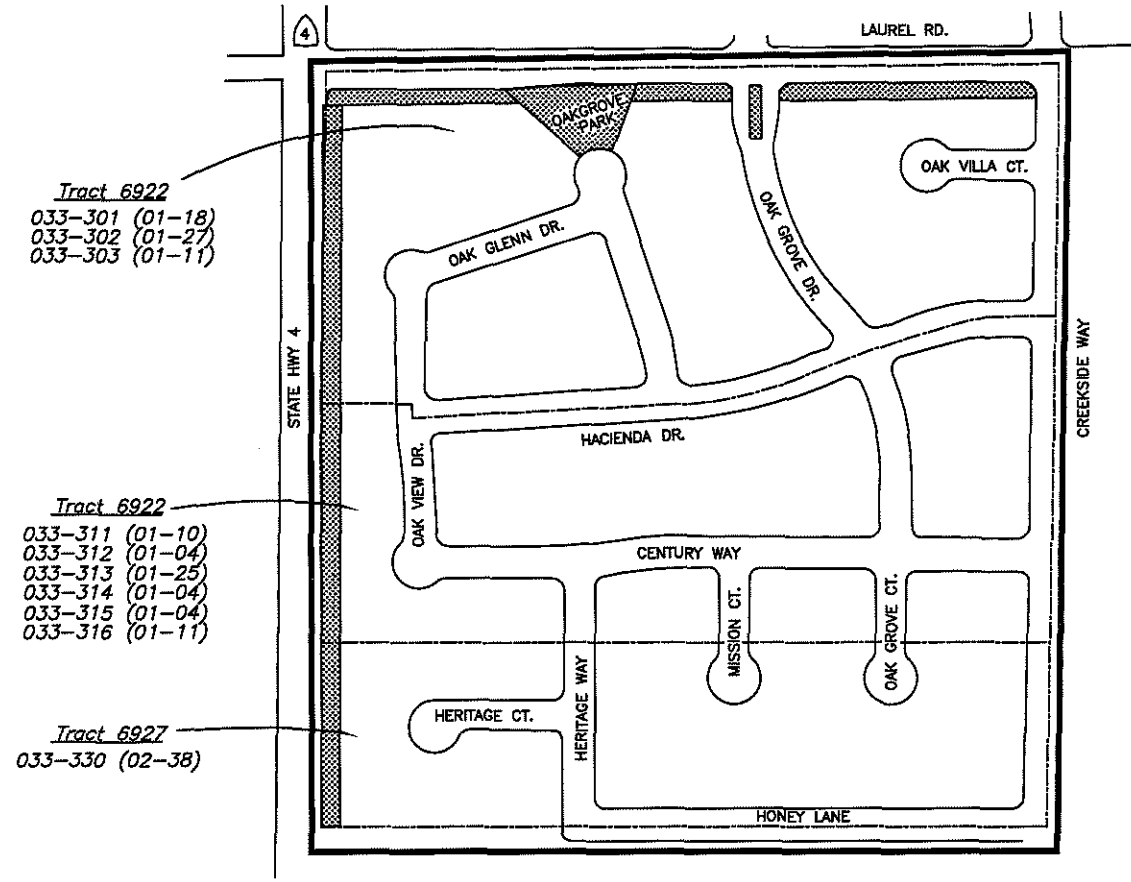 4
LAUREL RD.
OAKGROVE
PARK
OAK VILLA CT.
Tract 6922
033-301 (01-18)
033-302 (01-27)
033-303 (01-11)
OAK GLENN DR.
OAK GROVE DR.
STATE HWY 4
CREEKSIDE WAY
HACIENDA DR.
OAK VIEW DR.
Tract 6922
033-311 (01-10)
033-312 (01-04)
033-313 (01-25)
033-314 (01-04)
033-315 (01-04)
033-316 (01-11)
CENTURY WAY
MISSION CT.
OAK GROVE CT.
HERITAGE WAY
HERITAGE CT.
Tract 6927
033-330 (02-38)
HONEY LANE